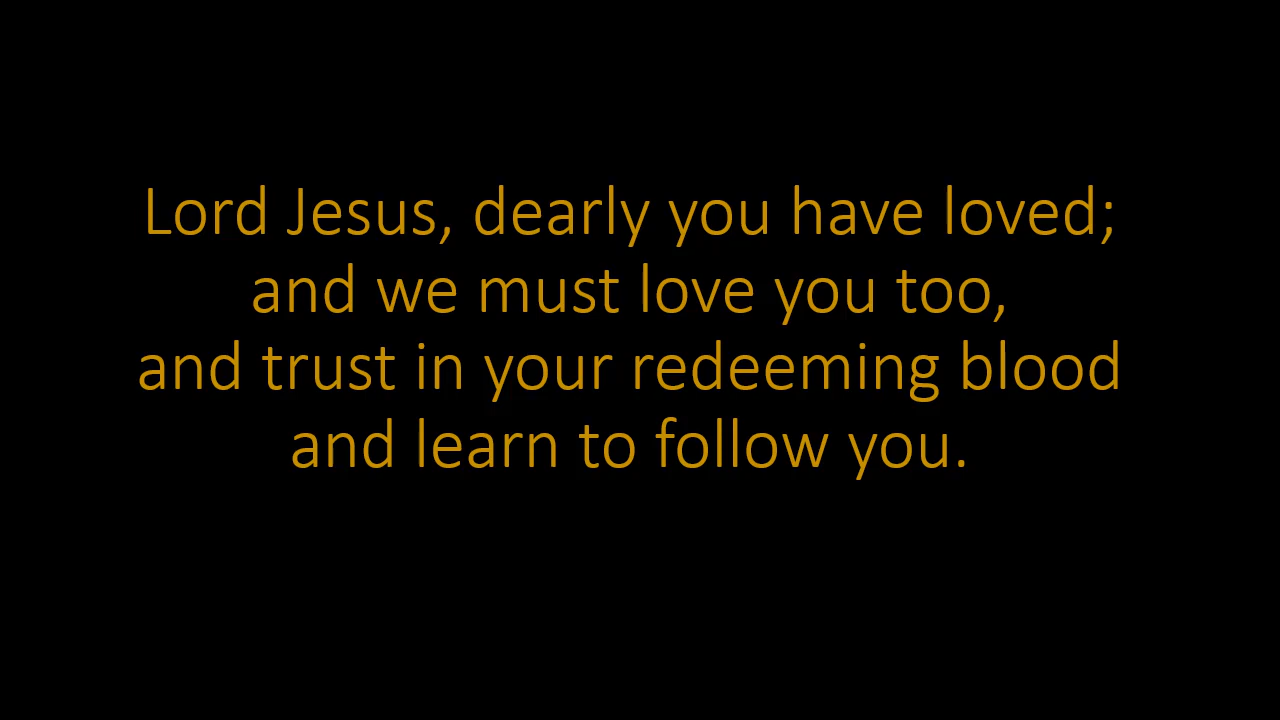 Lord Jesus, dearly you have loved;
and we must love you too,
and trust in your redeeming blood
and learn to follow you.